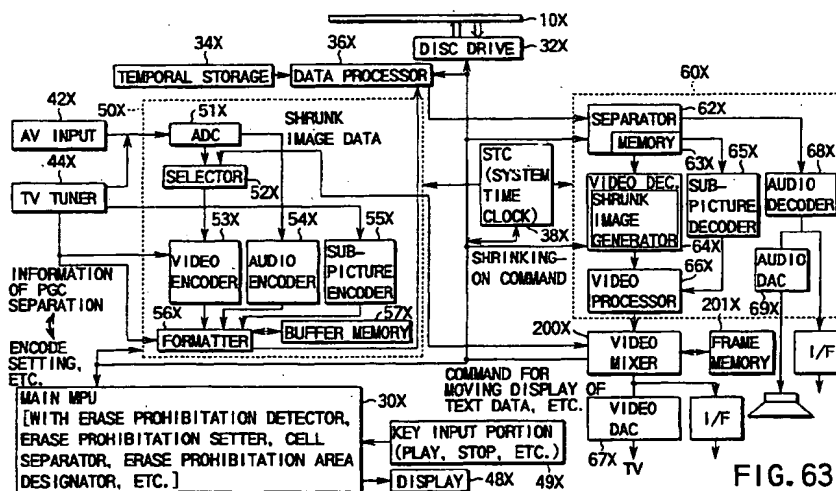 10X
34X
36X
DISC DRIVE
32X
TEMPORAL STORAGE
DATA PROCESSOR
60X
42X
50X
51X
SHRUNK
IMAGE DATA
62X
AV INPUT
ADC
SEPARATOR
MEMORY
63X
65X
68X
44X
SELECTOR
52X
STC
(SYSTEM
TIME
CLOCK)
38X
TV TUNER
VIDEO DEC.
SHRUNK
IMAGE
GENERATOR
64X
SUB-
PICTURE
DECODER
AUDIO
DECODER
53X
54X
55X
VIDEO
ENCODER
AUDIO
ENCODER
SUB-
PICTURE
ENCODER
SHRINKING-
ON COMMAND
66X
AUDIO
DAC
69X
INFORMATION
OF PGC
SEPARATION
VIDEO
PROCESSOR
56X
57X
200X
201X
ENCODE
SETTING,
ETC.
FORMATTER
BUFFER MEMORY
VIDEO
MIXER
FRAME
MEMORY
I/F
30X
COMMAND FOR
MOVING DISPLAY OF
TEXT DATA, ETC.
MAIN MPU
[WITH ERASE PROHIBITATION DETECTOR,
ERASE PROHIBITATION SETTER, CELL
SEPARATOR, ERASE PROHIBITATION AREA
DESIGNATOR, ETC.]
KEY INPUT PORTION
(PLAY, STOP, ETC.)
49X
DISPLAY
48X
VIDEO
DAC
67X
I/F
TV
FIG. 63